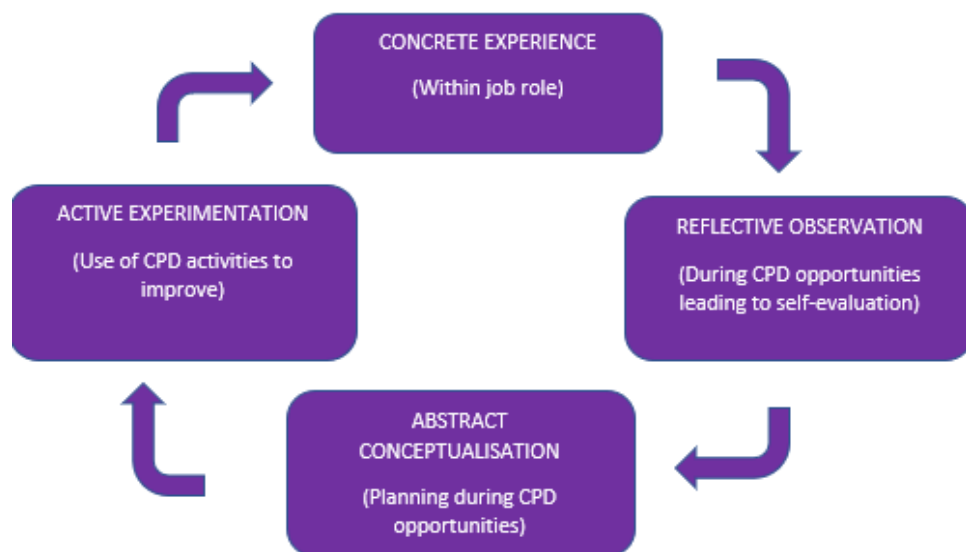 CONCRETE EXPERIENCE
(Within job role)
ACTIVE EXPERIMENTATION
(Use of CPD activities to
improve)
REFLECTIVE OBSERVATION
(During CPD opportunities
leading to self-evaluation)
ABSTRACT
CONCEPTUALISATION
(Planning during CPD
opportunities)